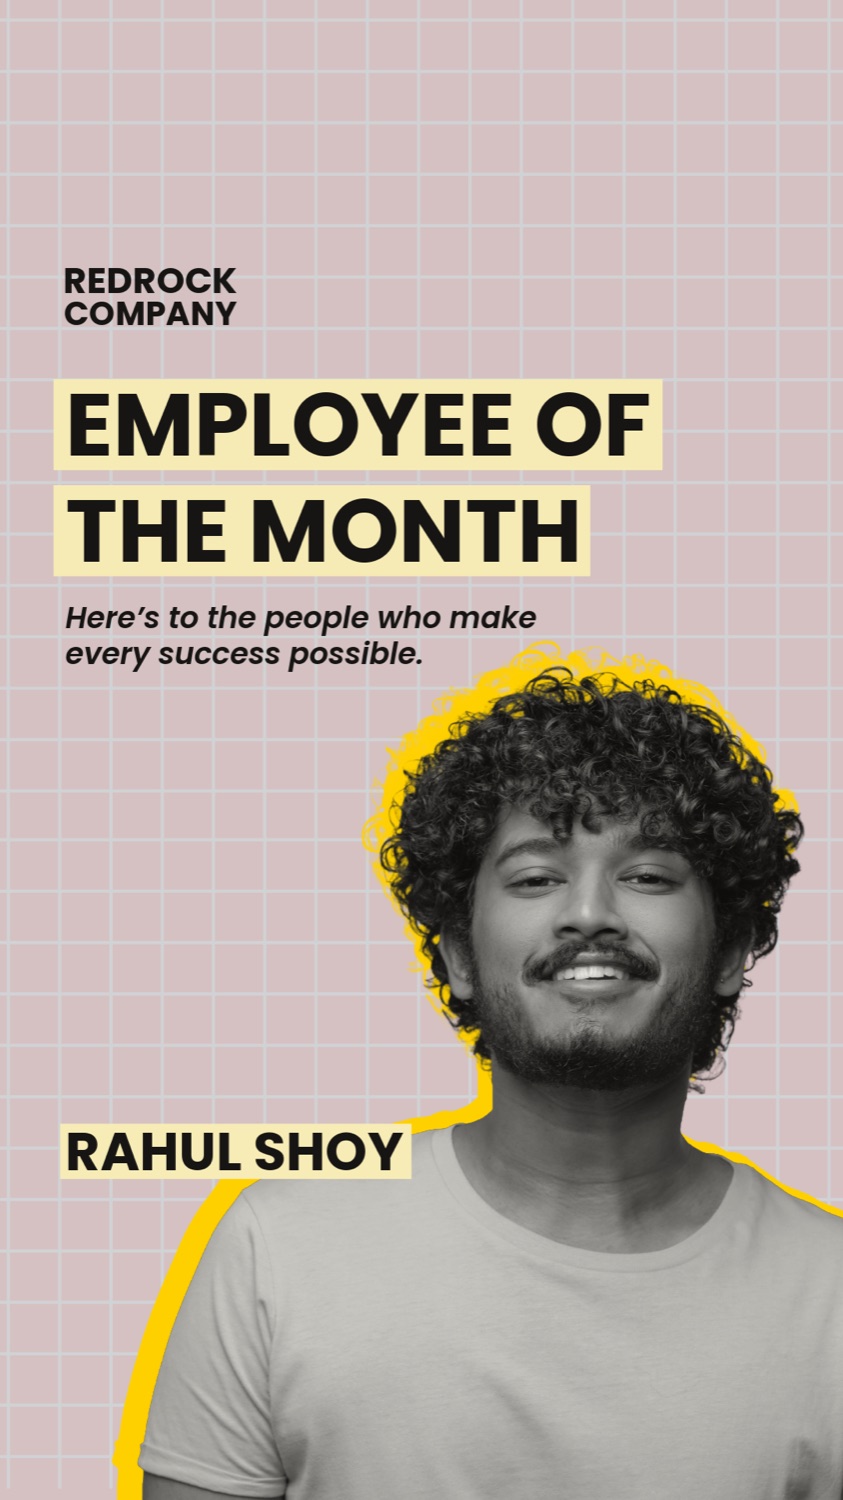 REDROCK
COMPANY
EMPLOYEE OF
THE MONTH
Here’s to the people who make
every success possible.
RAHUL SHOY